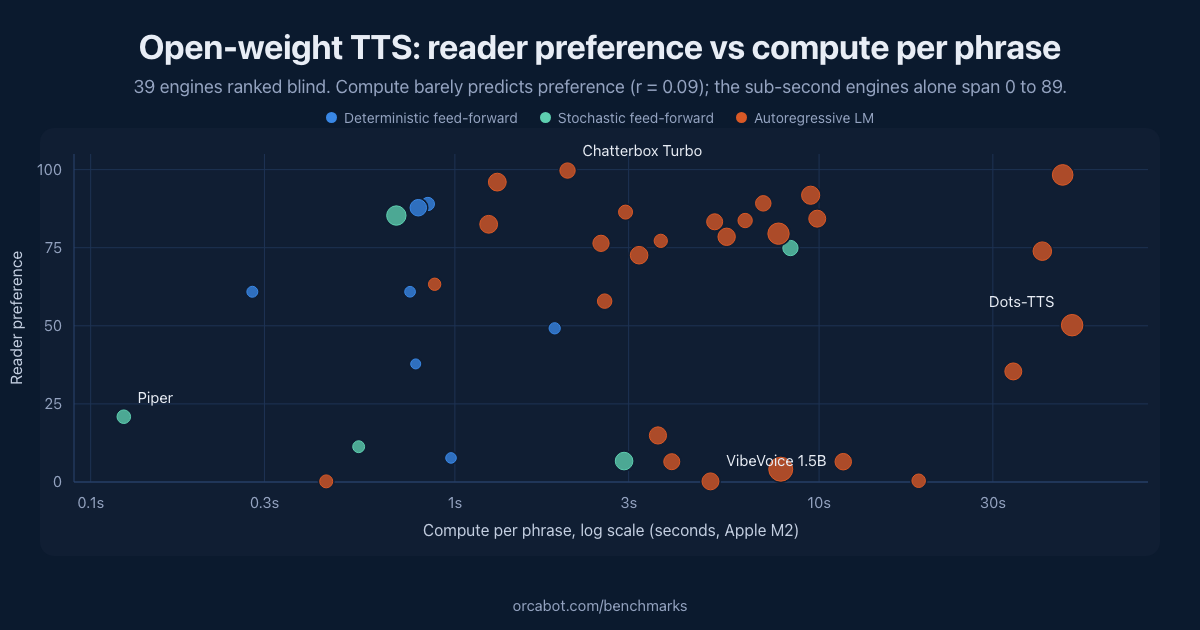 Open-weight TTS: reader preference vs compute per phrase
39 engines ranked blind. Compute barely predicts preference (r = 0.09); the sub-second engines alone span 0 to 89.
Deterministic feed-forward
Stochastic feed-forward
Autoregressive LM
Chatterbox Turbo
100
75
Dots-TTS
50
Reader preference
Piper
25
VibeVoice 1.5B
0
0.1s
0.3s
1s
3s
10s
30s
Compute per phrase, log scale (seconds, Apple M2)
orcabot.com/benchmarks